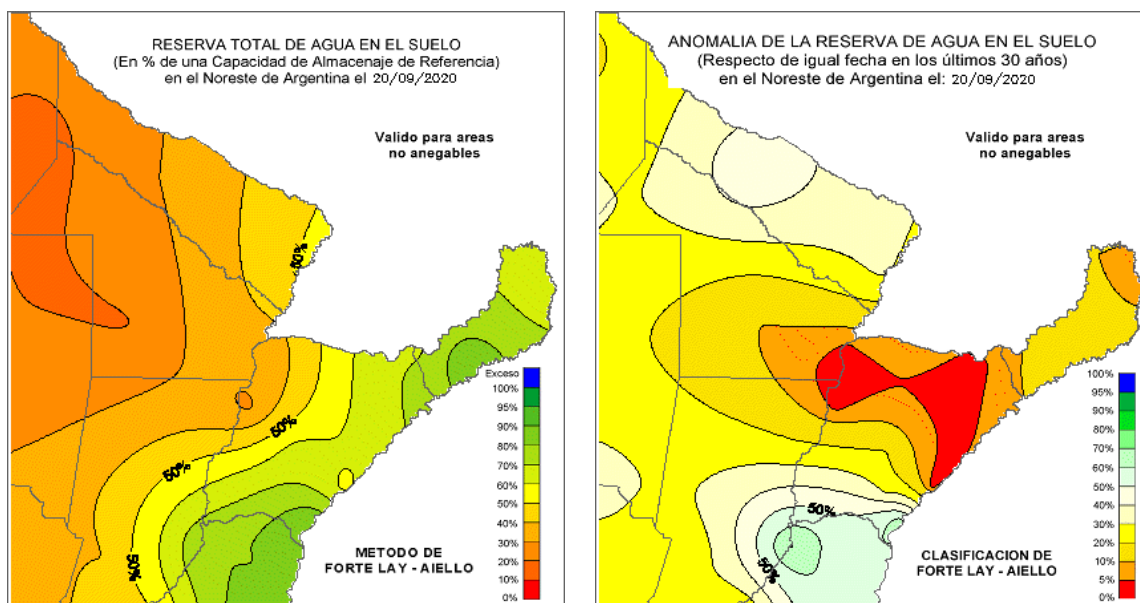 RESERVA TOTAL DE AGUA EN EL SUELO
(En % de una Capacidad de Almacenaje de Referencia)
en el Noreste de Argentina el 20/09/2020
Valido para areas
no anegables
50%
50%
50%
50%
Exceso
100%
95%
90%
80%
70%
60%
50%
40%
30%
20%
10%
0%
METODO DE
FORTE LAY - AIELLO
ANOMALIA DE LA RESERVA DE AGUA EN EL SUELO
(Respecto de igual fecha en los últimos 30 años)
en el Noreste de Argentina el: 20/09/2020
Valido para areas
no anegables
50%
50%
100%
95%
90%
80%
70%
60%
50%
40%
30%
20%
10%
5%
0%
CLASIFICACION DE
FORTE LAY - AIELLO